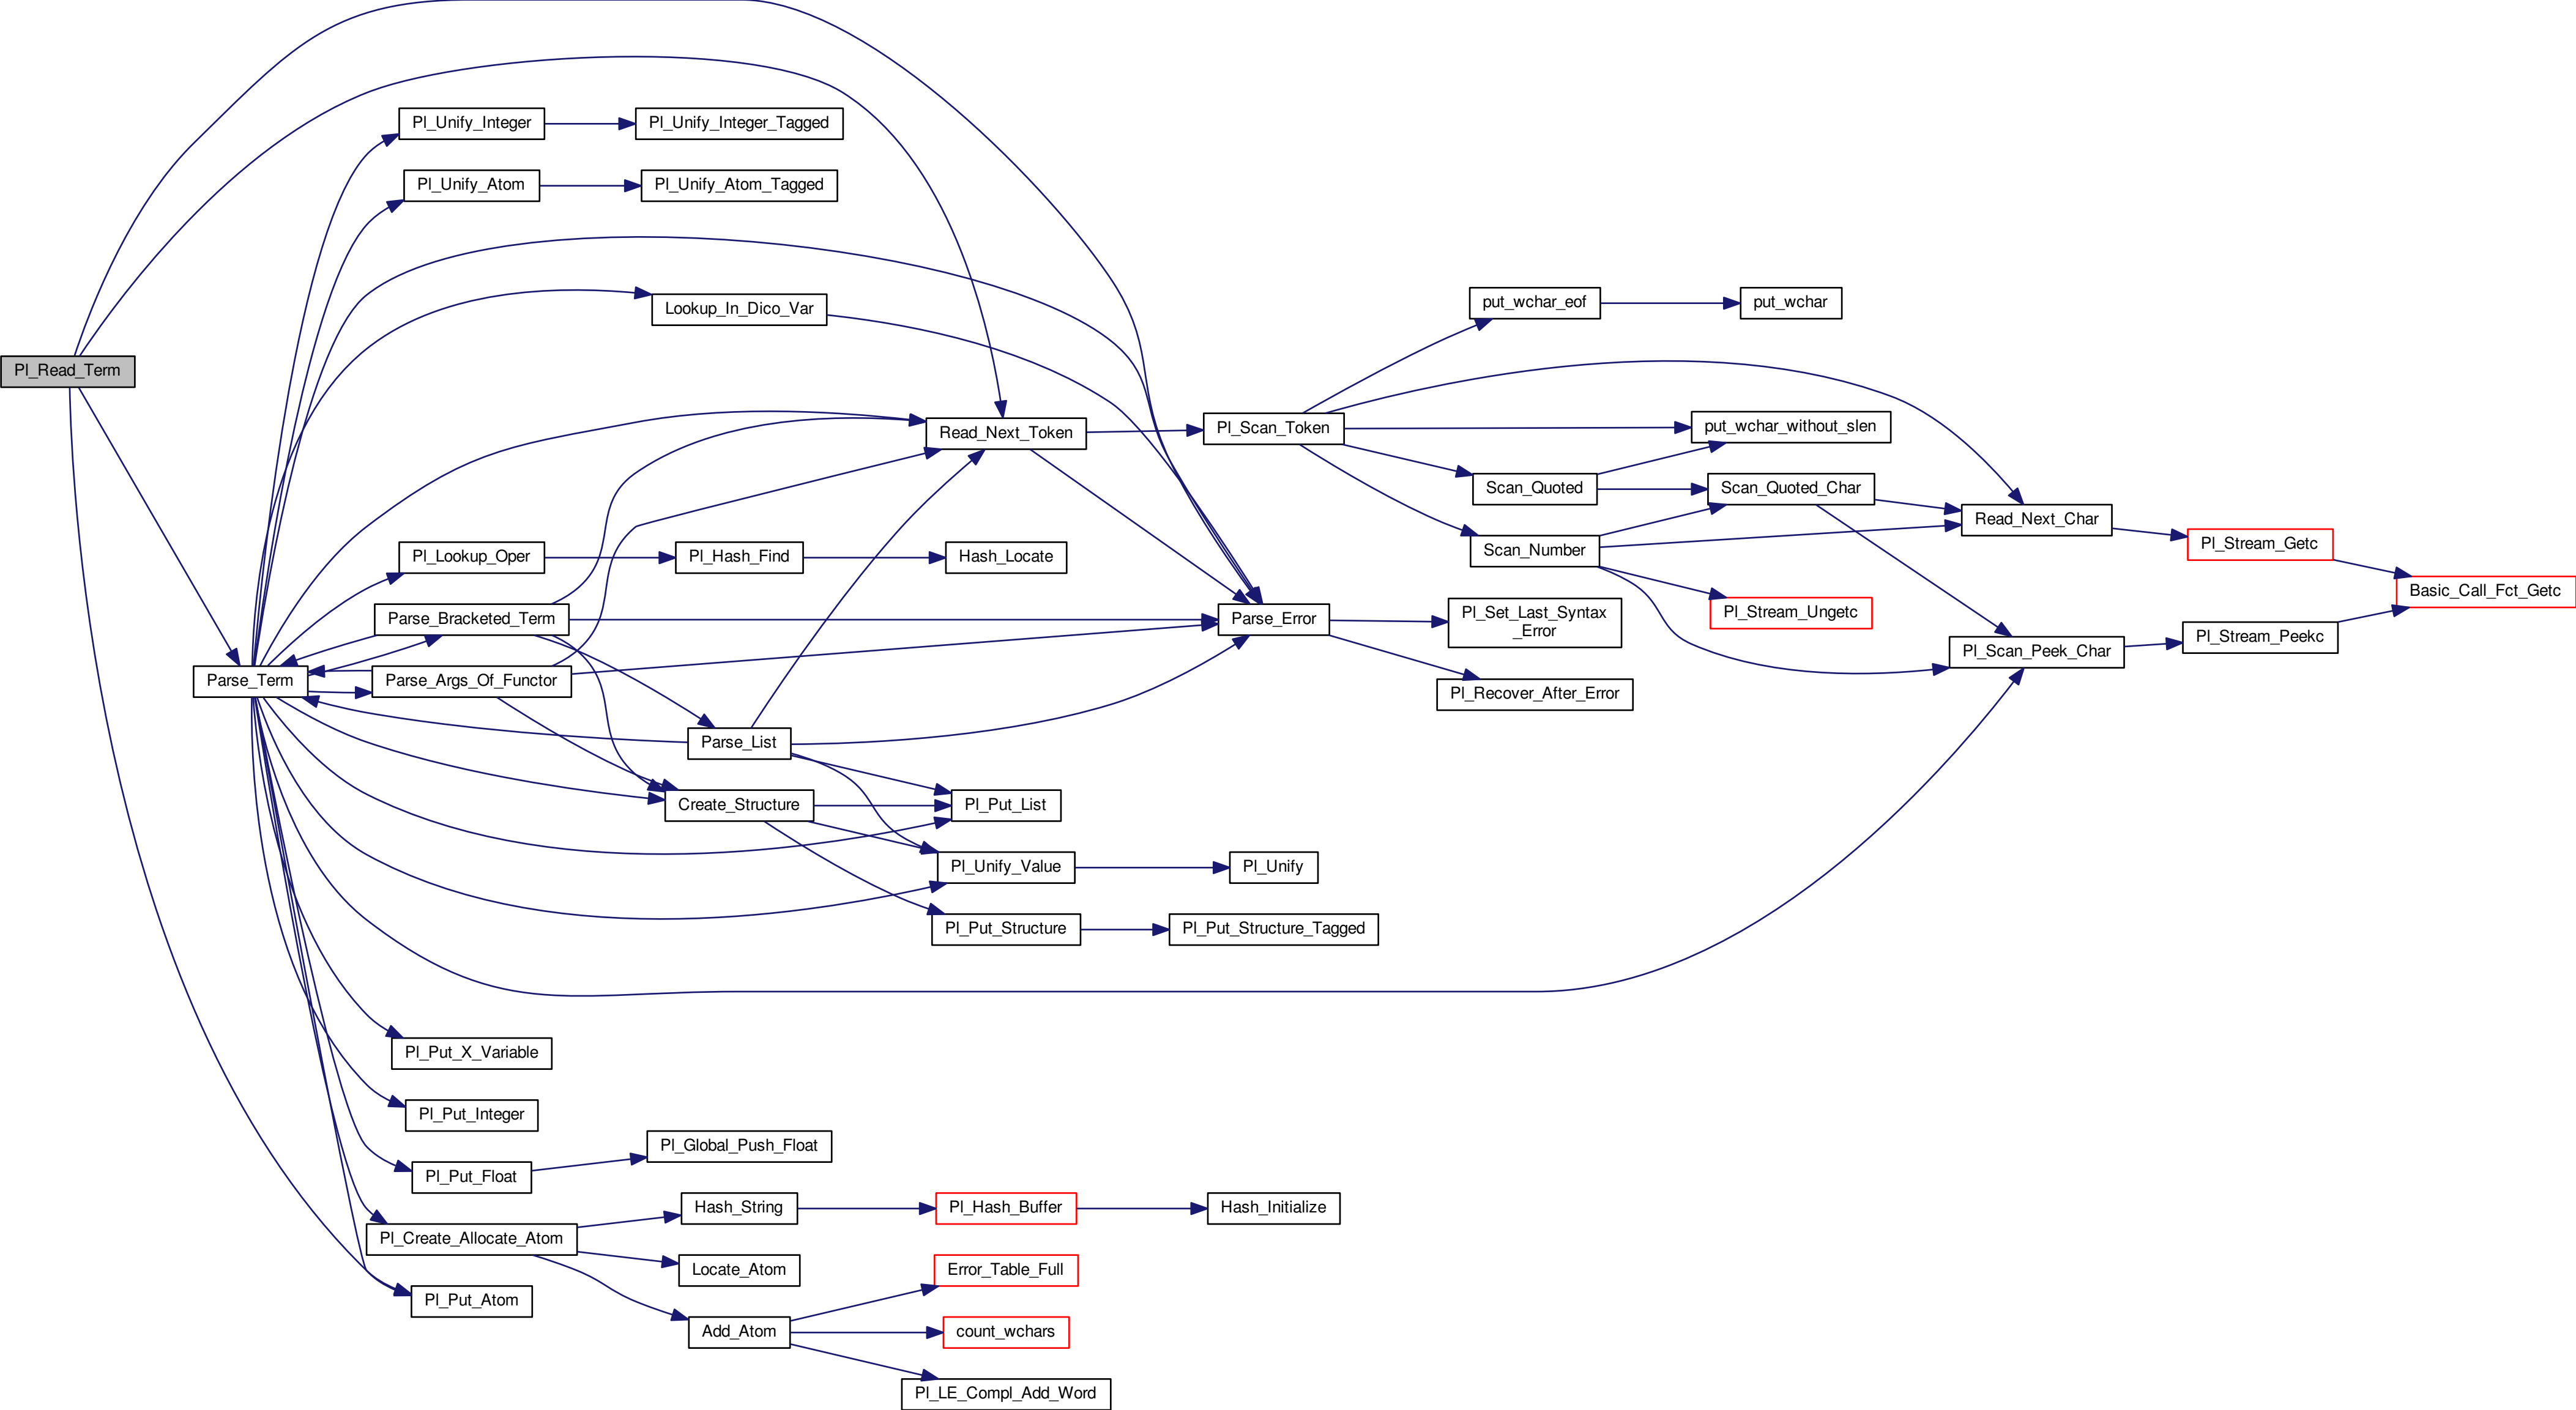 Pl_Read_Term
Pl_Unify_Integer
Pl_Unify_Integer_Tagged
Pl_Unify_Atom
Pl_Unify_Atom_Tagged
Lookup_In_Dico_Var
Read_Next_Token
Pl_Scan_Token
put_wchar_eof
put_wchar
put_wchar_without_slen
Scan_Quoted
Scan_Quoted_Char
Read_Next_Char
Scan_Number
Pl_Stream_Getc
Basic_Call_Fct_Getc
Pl_Stream_Ungetc
Pl_Scan_Peek_Char
Pl_Stream_Peekc
Pl_Lookup_Oper
Pl_Hash_Find
Hash_Locate
Parse_Bracketed_Term
Parse_Error
Pl_Set_Last_Syntax
_Error
Pl_Recover_After_Error
Parse_Term
Parse_Args_Of_Functor
Parse_List
Create_Structure
Pl_Put_List
Pl_Unify_Value
Pl_Unify
Pl_Put_Structure
Pl_Put_Structure_Tagged
Pl_Put_X_Variable
Pl_Put_Integer
Pl_Put_Float
Pl_Global_Push_Float
Pl_Create_Allocate_Atom
Hash_String
Pl_Hash_Buffer
Hash_Initialize
Locate_Atom
Error_Table_Full
Pl_Put_Atom
Add_Atom
count_wchars
Pl_LE_Compl_Add_Word